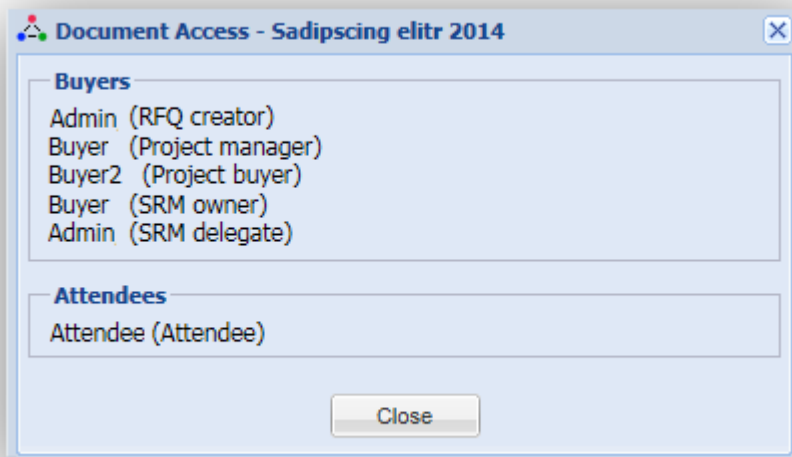 Document Access - Sadipscing elitr 2014
Buyers
Admin (RFQ creator)
Buyer (Project manager)
Buyer2 (Project buyer)
Buyer (SRM owner)
Admin (SRM delegate)
Attendees
Attendee (Attendee)
Close